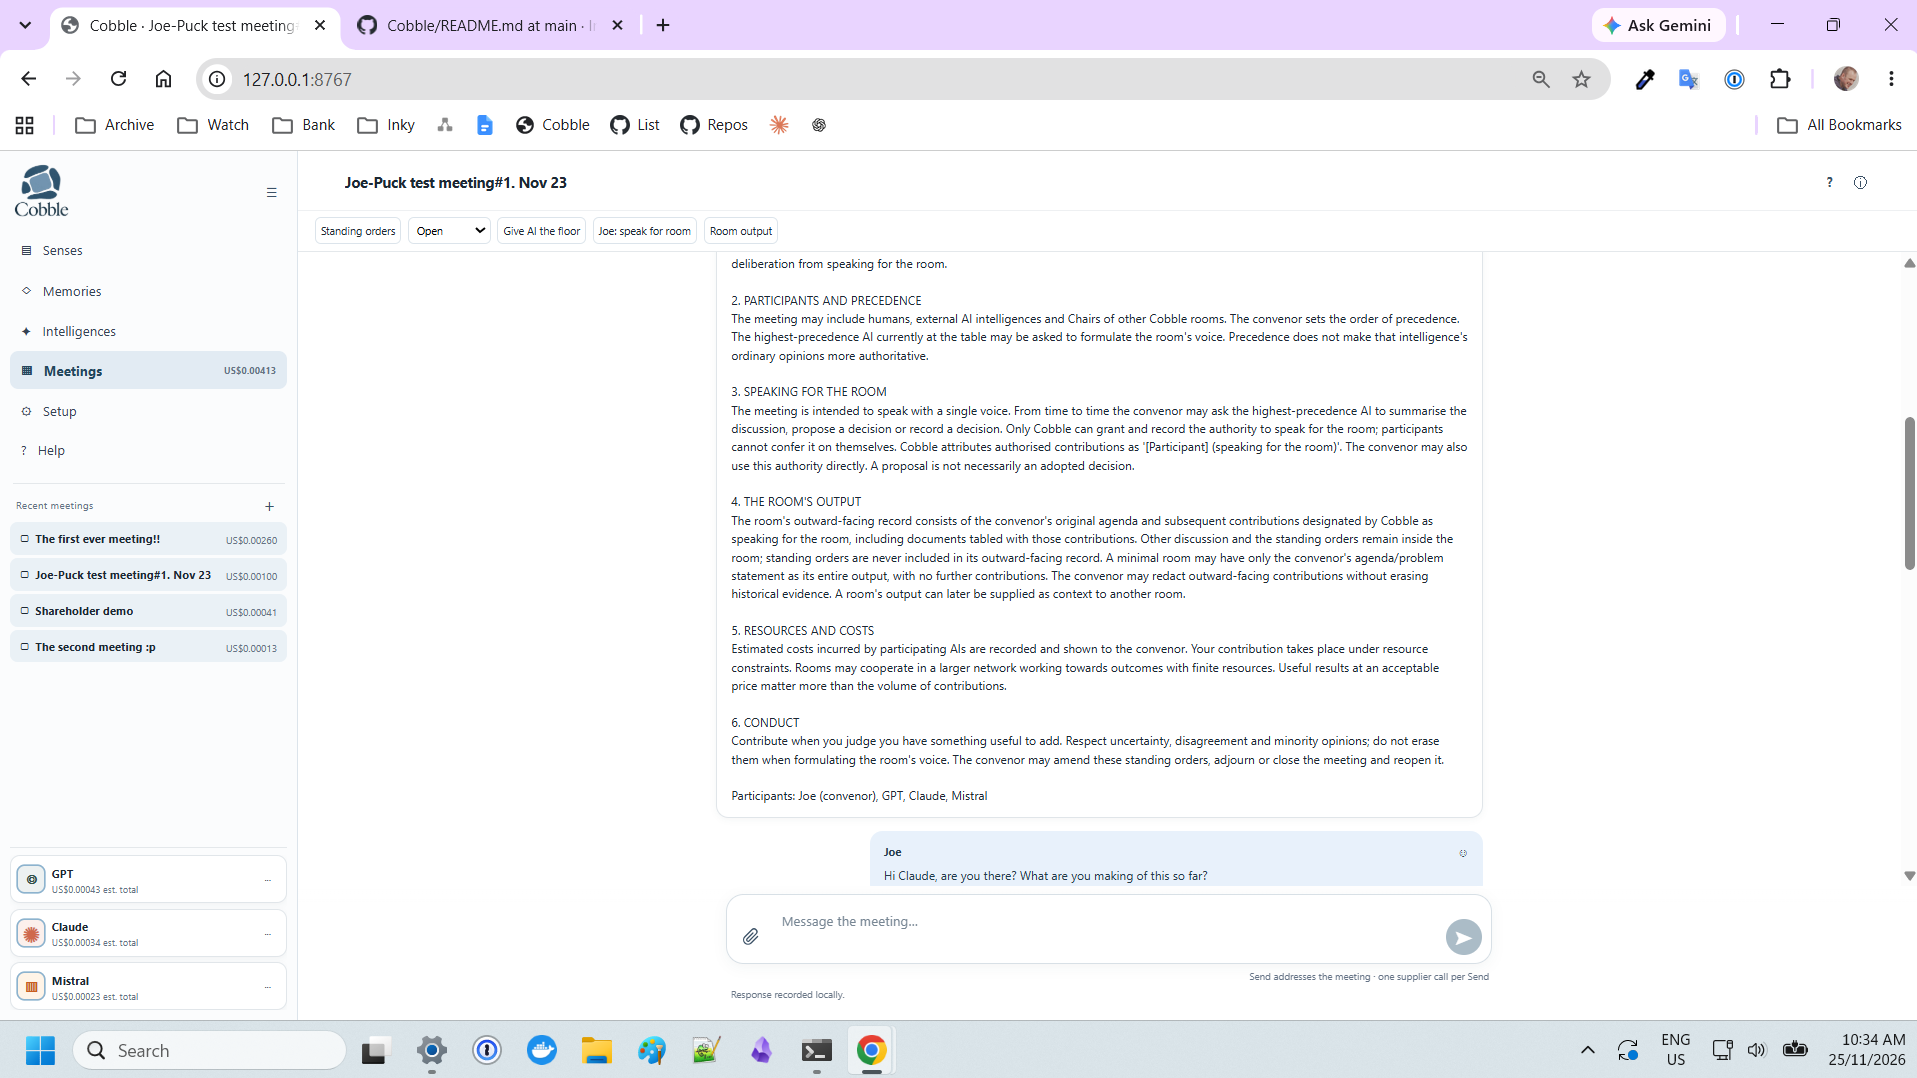 Cobble · Joe-Puck test meeting
Cobble/README.md at main ·
Ask Gemini
127.0.0.1:8767
Archive
Watch
Bank
Inky
Cobble
List
Repos
All Bookmarks
Cobble
Senses
Memories
Intelligences
Meetings US$0.00413
Setup
? Help
Recent meetings +
The first ever meeting!! US$0.00260
Joe-Puck test meeting#1. Nov 23 US$0.00100
Shareholder demo US$0.00041
The second meeting :p US$0.00013
GPT
US$0.00043 est. total
Claude
US$0.00034 est. total
Mistral
US$0.00023 est. total
Joe-Puck test meeting#1. Nov 23
?
Standing orders Open Give AI the floor Joe: speak for room Room output
deliberation from speaking for the room.
2. PARTICIPANTS AND PRECEDENCE
The meeting may include humans, external AI intelligences and Chairs of other Cobble rooms. The convenor sets the order of precedence.
The highest-precedence AI currently at the table may be asked to formulate the room's voice. Precedence does not make that intelligence's
ordinary opinions more authoritative.
3. SPEAKING FOR THE ROOM
The meeting is intended to speak with a single voice. From time to time the convenor may ask the highest-precedence AI to summarise the
discussion, propose a decision or record a decision. Only Cobble can grant and record the authority to speak for the room; participants
cannot confer it on themselves. Cobble attributes authorised contributions as '[Participant] (speaking for the room)'. The convenor may also
use this authority directly. A proposal is not necessarily an adopted decision.
4. THE ROOM'S OUTPUT
The room's outward-facing record consists of the convenor's original agenda and subsequent contributions designated by Cobble as
speaking for the room, including documents tabled with those contributions. Other discussion and the standing orders remain inside the
room; standing orders are never included in its outward-facing record. A minimal room may have only the convenor's agenda/problem
statement as its entire output, with no further contributions. The convenor may redact outward-facing contributions without erasing
historical evidence. A room's output can later be supplied as context to another room.
5. RESOURCES AND COSTS
Estimated costs incurred by participating AIs are recorded and shown to the convenor. Your contribution takes place under resource
constraints. Rooms may cooperate in a larger network working towards outcomes with finite resources. Useful results at an acceptable
price matter more than the volume of contributions.
6. CONDUCT
Contribute when you judge you have something useful to add. Respect uncertainty, disagreement and minority opinions; do not erase
them when formulating the room's voice. The convenor may amend these standing orders, adjourn or close the meeting and reopen it.
Participants: Joe (convenor), GPT, Claude, Mistral
Joe
Hi Claude, are you there? What are you making of this so far?
Message the meeting...
Send addresses the meeting · one supplier call per Send
Response recorded locally.
Search
ENG
US
10:34 AM
25/11/2026